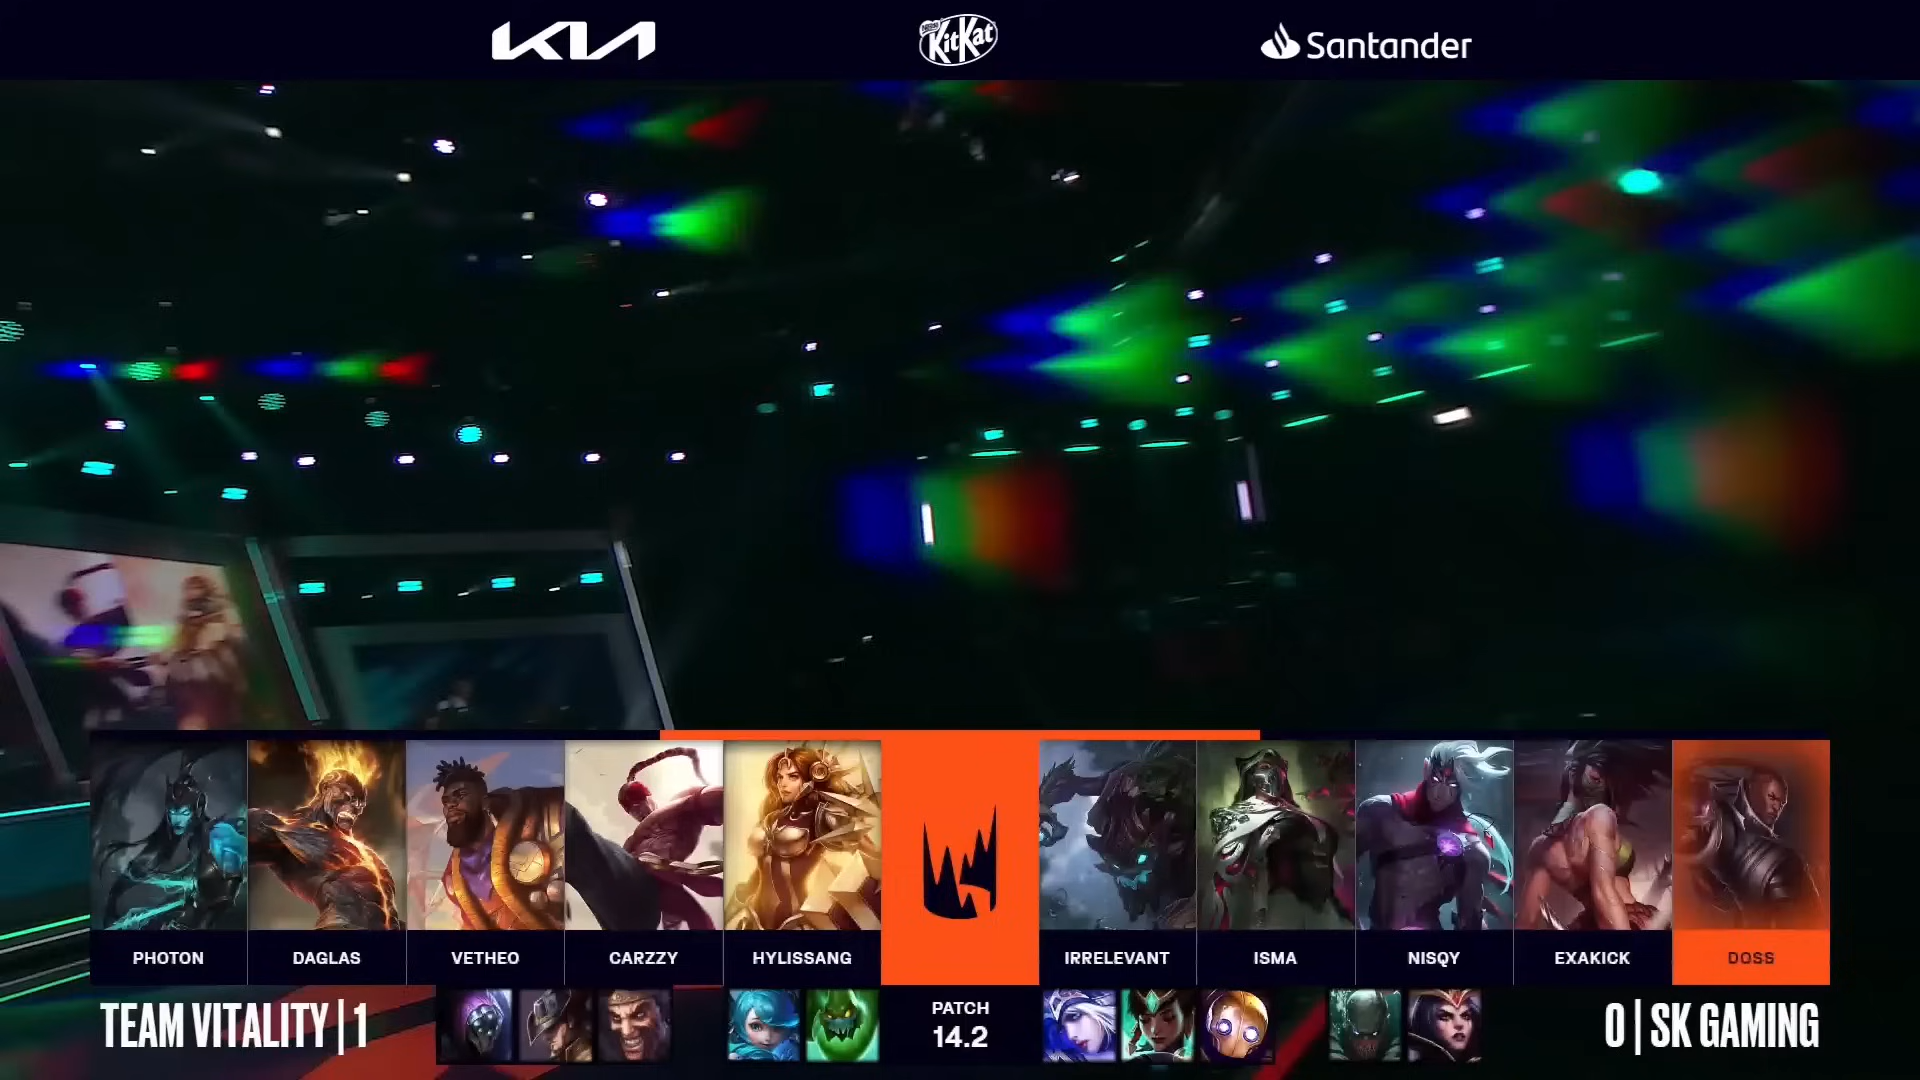 KIA
Nestlé KitKat
Santander
PHOTON
DAGLAS
VETHEO
CARZZY
HYLISSANG
IRRELEVANT
ISMA
NISQY
EXAKICK
DOSS
TEAM VITALITY | 1
PATCH
14.2
0 | SK GAMING